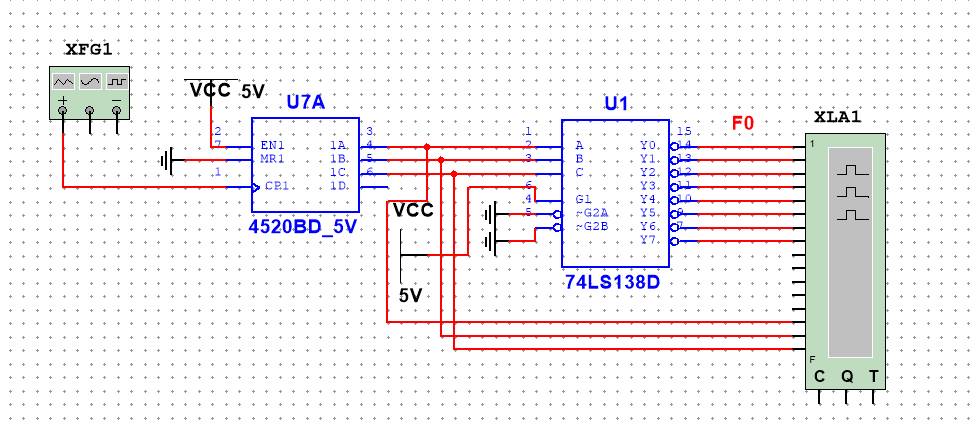 XFG1
VCC 5V
U7A
2
7
1
EN1
MR1
CP1
1A
1B
1C
1D
3
4
5
6
4520BD_5V
VCC
5V
U1
1
2
3
6
4
5
A
B
C
G1
~G2A
~G2B
Y0
Y1
Y2
Y3
Y4
Y5
Y6
Y7
15
14
13
12
11
10
9
7
74LS138D
F0
XLA1
1
F
C Q T